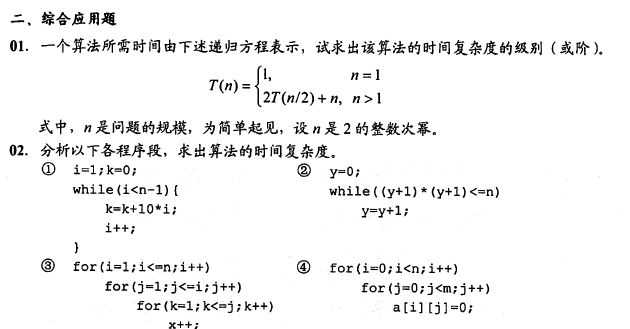 二、综合应用题
01. 一个算法所需时间由下述递归方程表示，试求出该算法的时间复杂度的级别（或阶）。
T(n)={1, n=1
2T(n/2)+n, n>1
式中，n是问题的规模，为简单起见，设n是2的整数次幂。
02. 分析以下各程序段，求出算法的时间复杂度。
① i=1;k=0;
while(i<n-1){
k=k+10*i;
i++;
}
② y=0;
while((y+1)*(y+1)<=n)
y=y+1;
③ for(i=1;i<=n;i++)
for(j=1;j<=i;j++)
for(k=1;k<=j;k++)
x++;
④ for(i=0;i<n;i++)
for(j=0;j<m;j++)
a[i][j]=0;